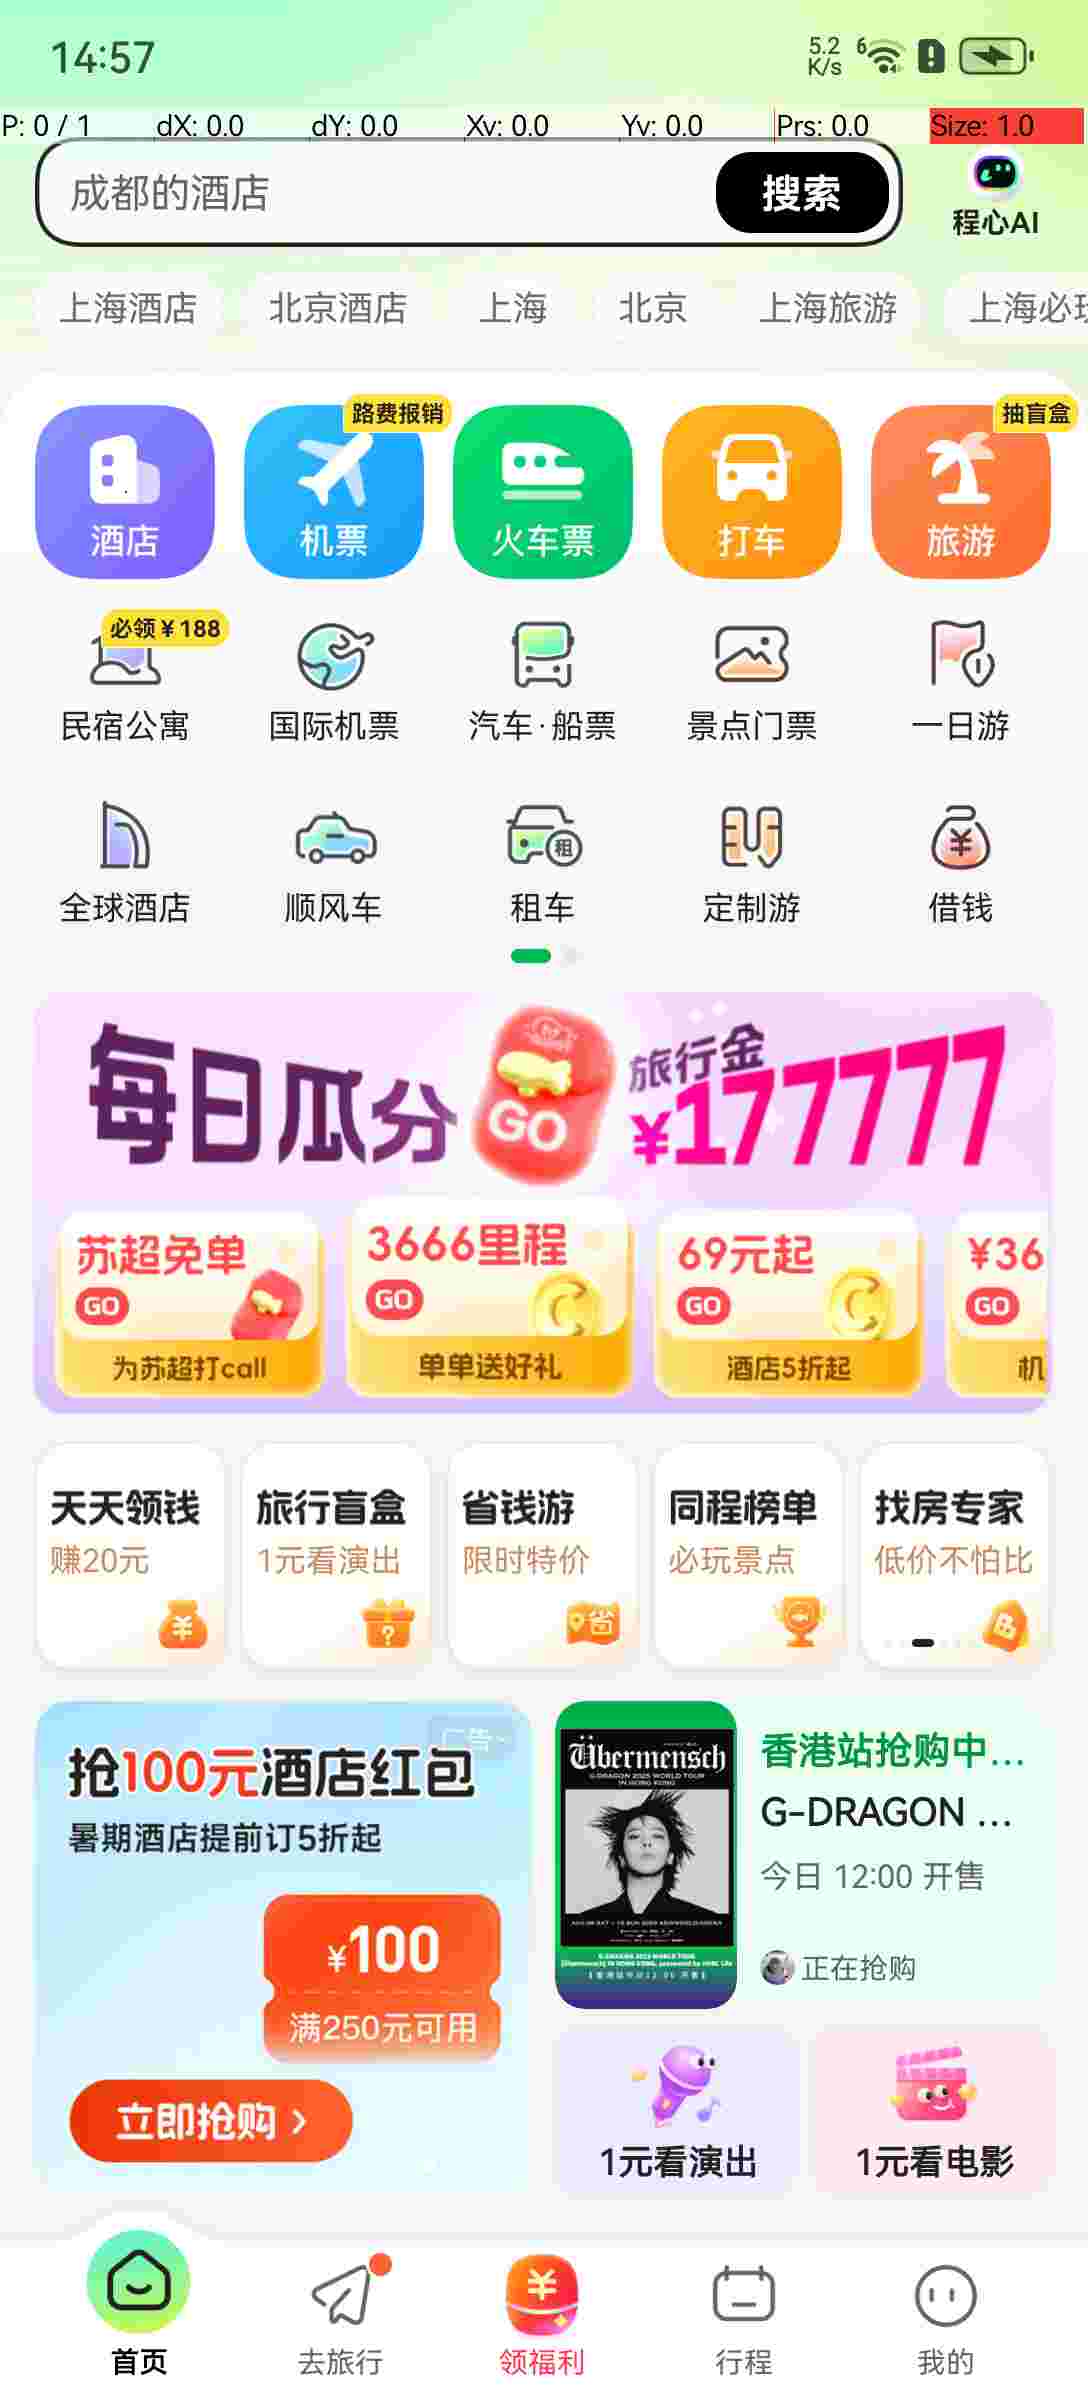 14:57
5.2 K/s
6
P: 0 / 1 dX: 0.0 dY: 0.0 Xv: 0.0 Yv: 0.0 Prs: 0.0 Size: 1.0
成都的酒店 搜索
程心AI
上海酒店 北京酒店 上海 北京 上海旅游 上海必玩
路费报销 抽盲盒
酒店 机票 火车票 打车 旅游
必领￥188
民宿公寓 国际机票 汽车·船票 景点门票 一日游
租
全球酒店 顺风车 租车 定制游 借钱
每日瓜分 GO 旅行金
¥177777
苏超免单 3666里程 69元起 ¥36
GO GO GO GO
为苏超打call 单单送好礼 酒店5折起 机
天天领钱 旅行盲盒 省钱游 同程榜单 找房专家
赚20元 1元看演出 限时特价 必玩景点 低价不怕比
省
广告
抢100元酒店红包
暑期酒店提前订5折起
¥100
满250元可用
立即抢购 >
Übermensch
G-DRAGON 2025 WORLD TOUR
IN HONG KONG
香港站抢购中...
G-DRAGON ...
今日 12:00 开售
正在抢购
1元看演出 1元看电影
首页 去旅行 领福利 行程 我的